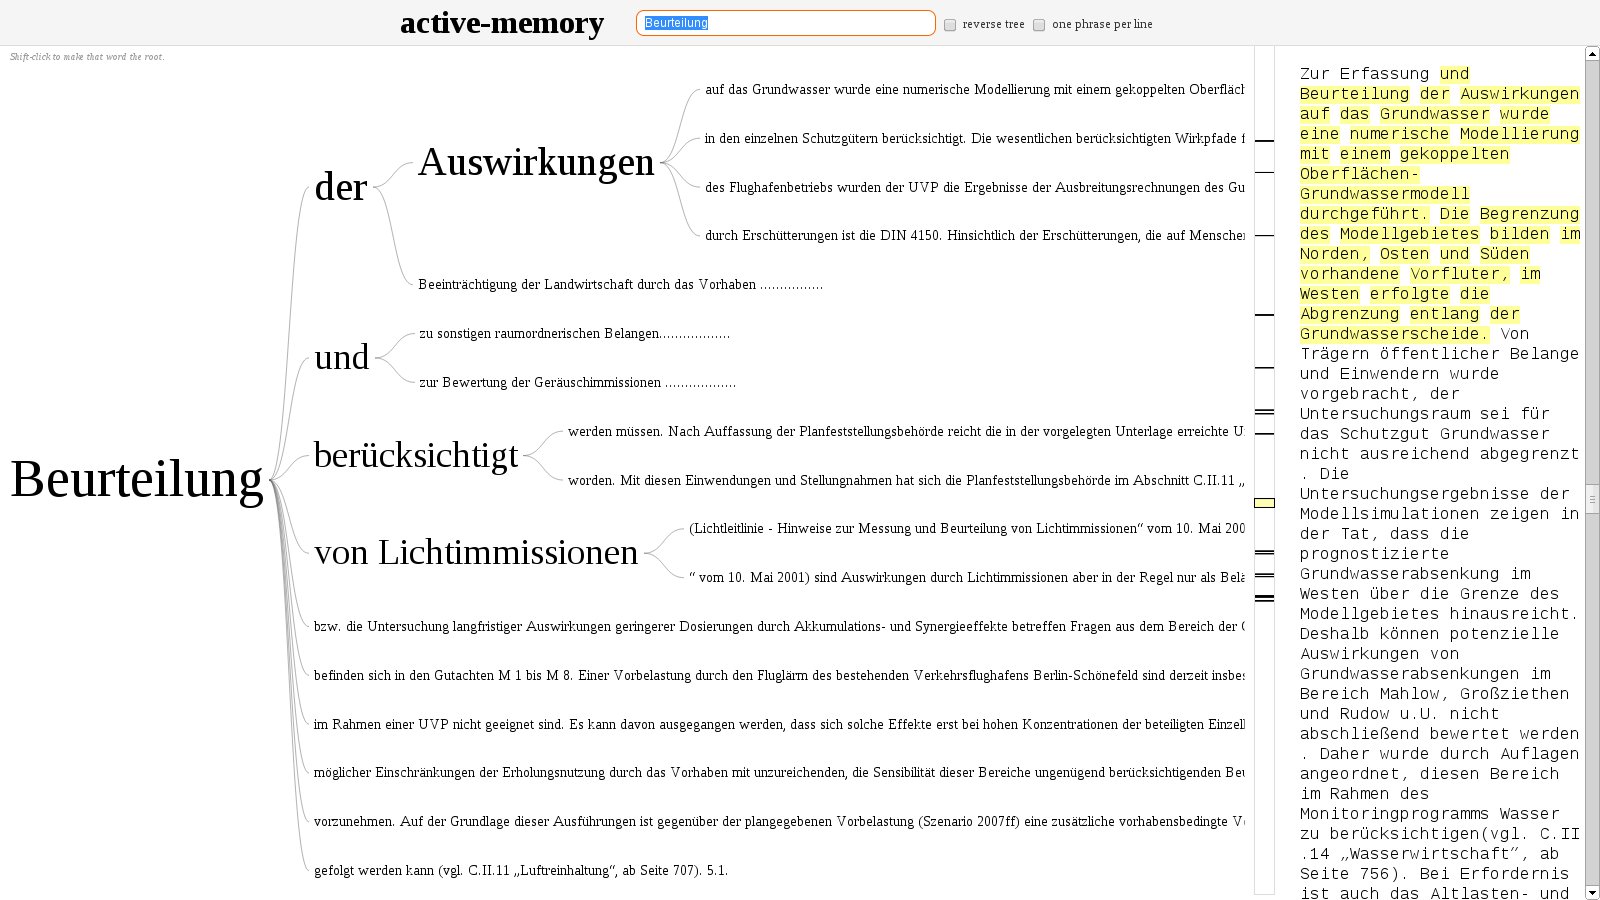 active-memory
Beurteilung
reverse tree
one phrase per line
Shift-click to make that word the root.
Beurteilung
der
Auswirkungen
auf das Grundwasser wurde eine numerische Modellierung mit einem gekoppelten
in den einzelnen Schutzgütern berücksichtigt. Die wesentlichen berücksichtigten Wirkpfade
des Flughafenbetriebs wurden der UVP die Ergebnisse der Ausbreitungsrechnungen des
durch Erschütterungen ist die DIN 4150. Hinsichtlich der Erschütterungen, die auf
Beeinträchtigung der Landwirtschaft durch das Vorhaben ................
und
zu sonstigen raumordnerischen Belangen..................
zur Bewertung der Geräuschimmissionen ..................
berücksichtigt
werden müssen. Nach Auffassung der Planfeststellungsbehörde reicht die in der vorgelegten Unterlage erreichte
worden. Mit diesen Einwendungen und Stellungnahmen hat sich die Planfeststellungsbehörde im Abschnitt C.II.11 „
von Lichtimmissionen
(Lichtleitlinie - Hinweise zur Messung und Beurteilung von Lichtimmissionen“ vom 10. Mai 200
“ vom 10. Mai 2001) sind Auswirkungen durch Lichtimmissionen aber in der Regel nur als
bzw. die Untersuchung langfristiger Auswirkungen geringerer Dosierungen durch Akkumulations- und Synergieeffekte betreffen Fragen aus dem Bereich der
befinden sich in den Gutachten M 1 bis M 8. Einer Vorbelastung durch den Fluglärm des bestehenden Verkehrsflughafens Berlin-Schönefeld sind derzeit
im Rahmen einer UVP nicht geeignet sind. Es kann davon ausgegangen werden, dass sich solche Effekte erst bei hohen Konzentrationen der beteiligten
möglicher Einschränkungen der Erholungsnutzung durch das Vorhaben mit unzureichenden, die Sensibilität dieser Bereiche ungenügend berücksichtigenden
vorzunehmen. Auf der Grundlage dieser Ausführungen ist gegenüber der plangegebenen Vorbelastung (Szenario 2007ff) eine zusätzliche vorhabensbedingte
gefolgt werden kann (vgl. C.II.11 „Luftreinhaltung“, ab Seite 707). 5.1.
Zur Erfassung und
Beurteilung der Auswirkungen
auf das Grundwasser wurde
eine numerische Modellierung
mit einem gekoppelten
Oberflächen-
Grundwassermodell
durchgeführt. Die Begrenzung
des Modellgebietes bilden im
Norden, Osten und Süden
vorhandene Vorfluter, im
Westen erfolgte die
Abgrenzung entlang der
Grundwasserscheide. Von
Trägern öffentlicher Belange
und Einwendern wurde
vorgebracht, der
Untersuchungsraum sei für
das Schutzgut Grundwasser
nicht ausreichend abgegrenzt
. Die
Untersuchungsergebnisse der
Modellsimulationen zeigen in
der Tat, dass die
prognostizierte
Grundwasserabsenkung im
Westen über die Grenze des
Modellgebietes hinausreicht.
Deshalb können potenzielle
Auswirkungen von
Grundwasserabsenkungen im
Bereich Mahlow, Großziethen
und Rudow u.U. nicht
abschließend bewertet werden
. Daher wurde durch Auflagen
angeordnet, diesen Bereich
im Rahmen des
Monitoringprogramms Wasser
zu berücksichtigen(vgl. C.II
.14 „Wasserwirtschaft”, ab
Seite 756). Bei Erfordernis
ist auch das Altlasten- und